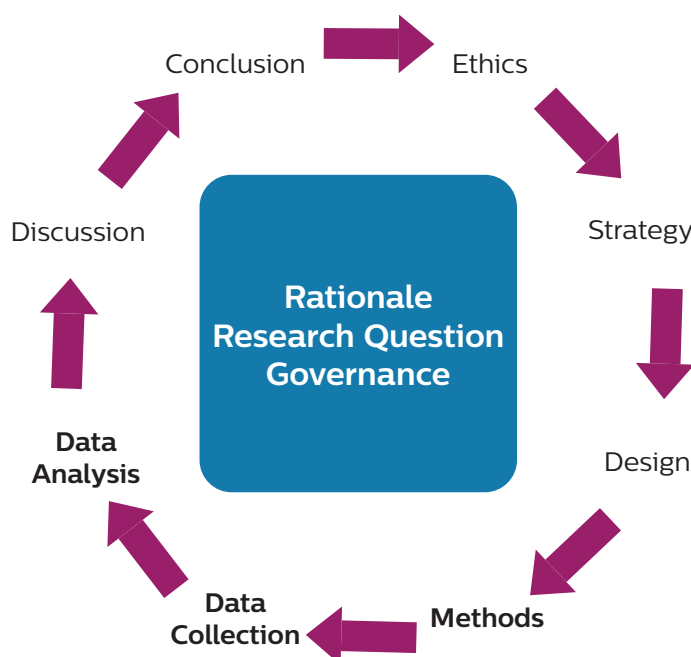 Conclusion
Ethics
Strategy
Design
Methods
Data
Collection
Data
Analysis
Discussion
Rationale
Research Question
Governance